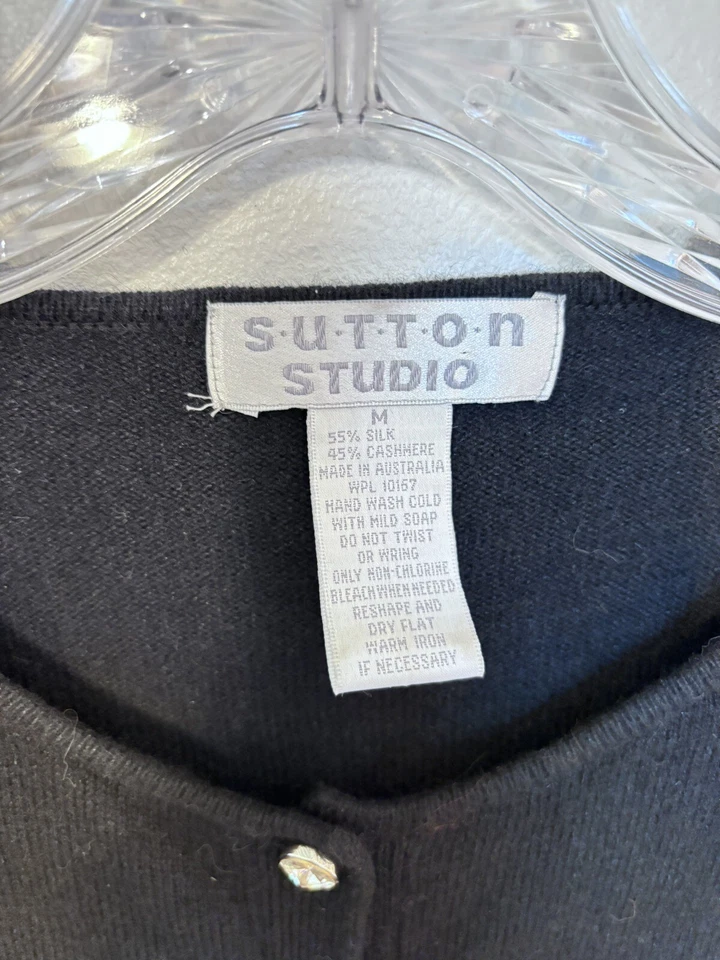 S·U·T·T·O·N
STUDIO
M
55% SILK
45% CASHMERE
MADE IN AUSTRALIA
WPL 10167
HAND WASH COLD
WITH MILD SOAP
DO NOT TWIST
OR WRING
ONLY NON-CHLORINE
BLEACH WHEN NEEDED
RESHAPE AND
DRY FLAT
WARM IRON
IF NECESSARY